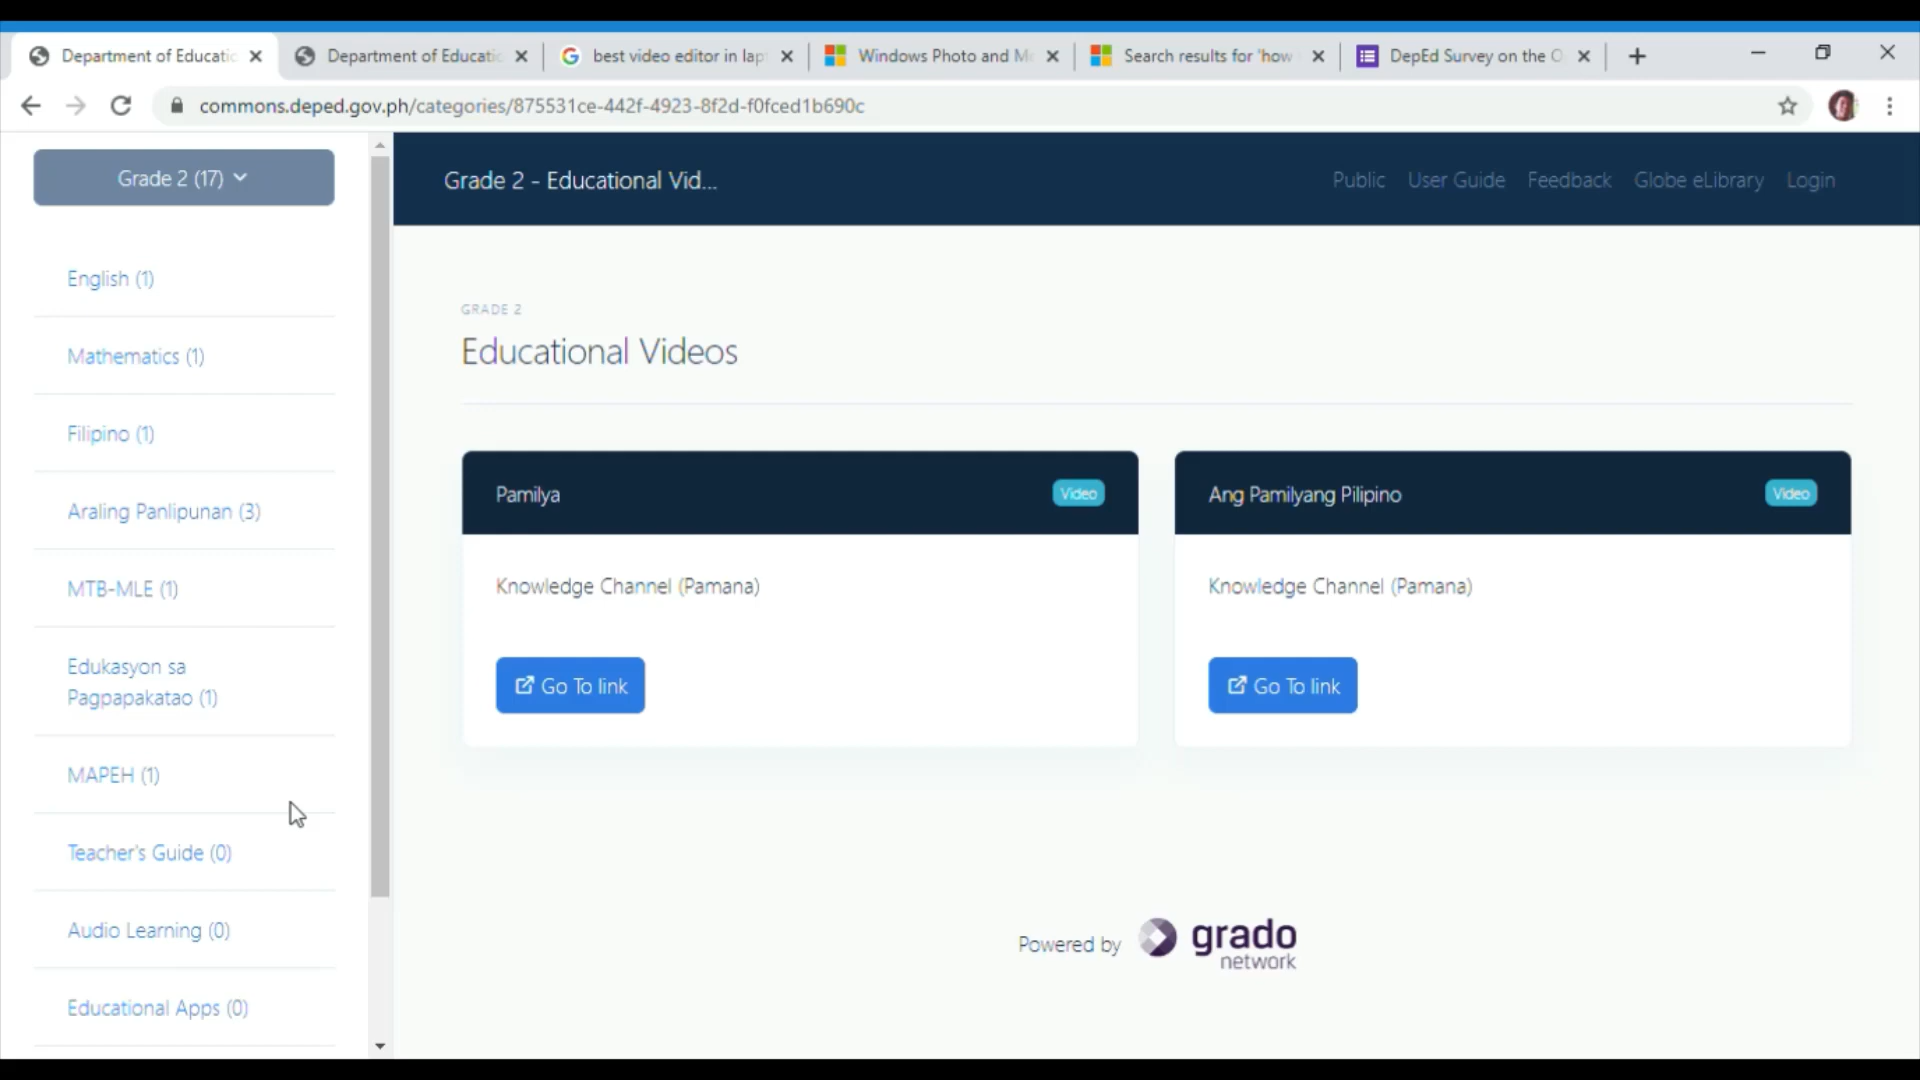 Department of Educatic
Department of Educatic
best video editor in lap
Windows Photo and M
Search results for 'how
DepEd Survey on the O
commons.deped.gov.ph/categories/875531ce-442f-4923-8f2d-f0fced1b690c
Grade 2 (17)
Grade 2 - Educational Vid...
Public
User Guide
Feedback
Globe eLibrary
Login
English (1)
Mathematics (1)
Filipino (1)
Araling Panlipunan (3)
MTB-MLE (1)
Edukasyon sa
Pagpapakatao (1)
MAPEH (1)
Teacher's Guide (0)
Audio Learning (0)
Educational Apps (0)
GRADE 2
Educational Videos
Pamilya
Video
Knowledge Channel (Pamana)
Go To link
Ang Pamilyang Pilipino
Video
Knowledge Channel (Pamana)
Go To link
Powered by
grado
network